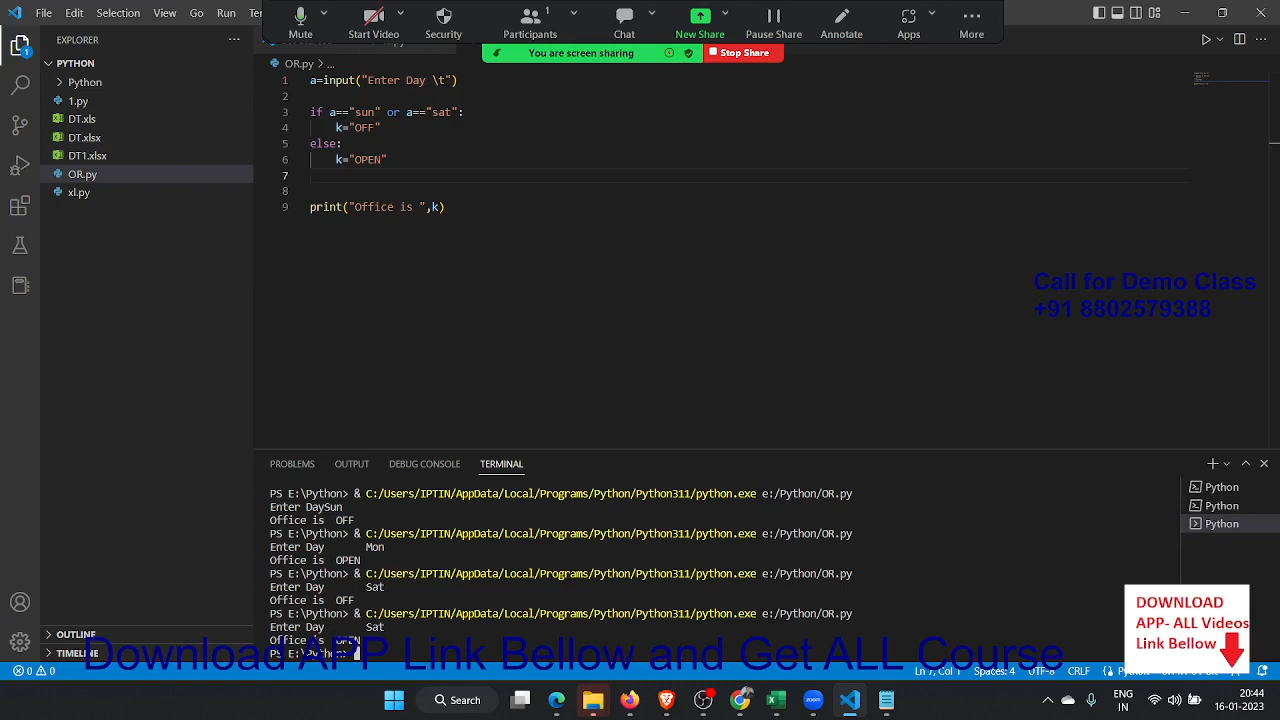 File Edit Selection View Go Run
Mute Start Video Security Participants 1 Chat New Share Pause Share Annotate Apps More
You are screen sharing Stop Share
EXPLORER
PYTHON
Python
1.py
DT.xls
DT.xlsx
DT1.xlsx
OR.py
xl.py
OUTLINE
TIMELINE
1
OR.py > ...
1 a=input("Enter Day \t")
2
3 if a=="sun" or a=="sat":
4 k="OFF"
5 else:
6 k="OPEN"
7
8
9 print("Office is ",k)
Call for Demo Class
+91 8802579388
PROBLEMS OUTPUT DEBUG CONSOLE TERMINAL
PS E:\Python> & C:/Users/IPTIN/AppData/Local/Programs/Python/Python311/python.exe e:/Python/OR.py
Enter DaySun
Office is  OFF
PS E:\Python> & C:/Users/IPTIN/AppData/Local/Programs/Python/Python311/python.exe e:/Python/OR.py
Enter Day Mon
Office is  OPEN
PS E:\Python> & C:/Users/IPTIN/AppData/Local/Programs/Python/Python311/python.exe e:/Python/OR.py
Enter Day Sat
Office is  OFF
PS E:\Python> & C:/Users/IPTIN/AppData/Local/Programs/Python/Python311/python.exe e:/Python/OR.py
Enter Day Sat
Office is  OPEN
PS E:\Python>
Python
Python
Python
DOWNLOAD
APP- ALL Videos
Link Bellow
Download APP Link Bellow and Get ALL Course
0 0 Ln 7, Col 1 Spaces: 4 UTF-8 CRLF
Search zoom ENG IN 20:44 16-01-2023